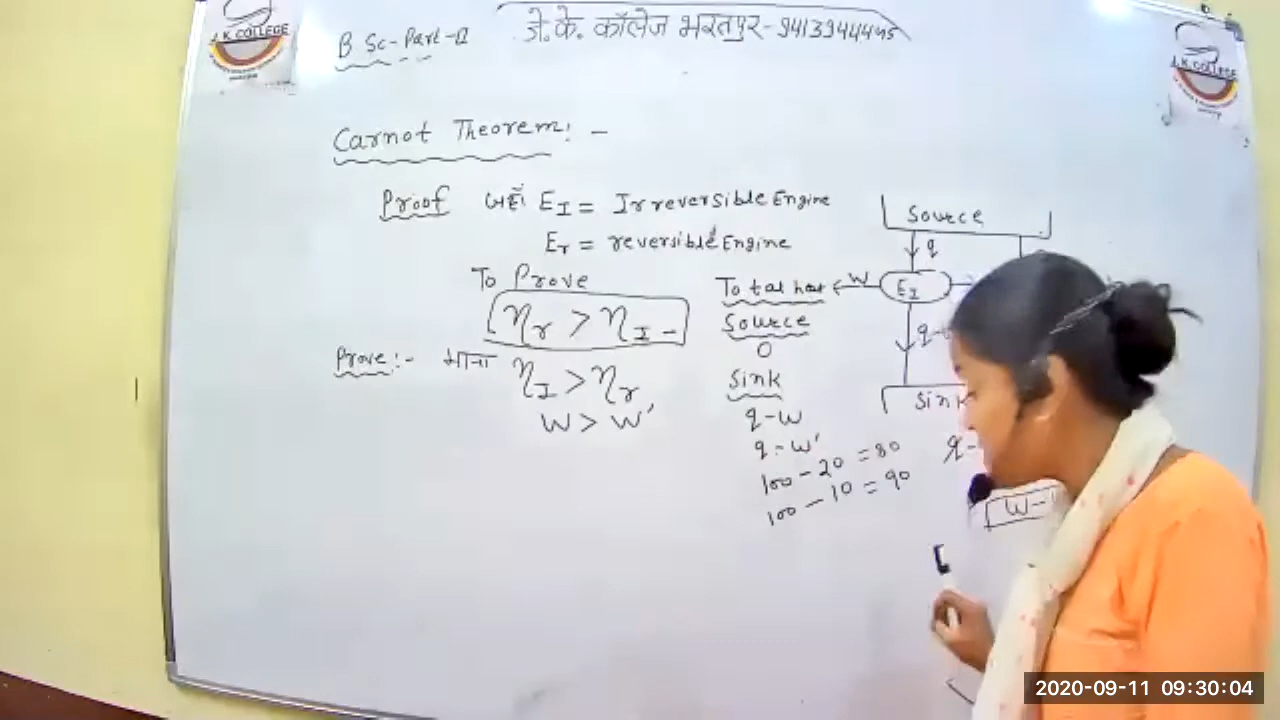 J.K COLLEGE
B Sc-Part-II
जे.के. कॉलेज भरतपुर-9413944445
J.K COLLEGE
Carnot Theorem: -
Proof जहाँ E_I = Irreversible Engine
E_r = reversible Engine
To Prove
η_r > η_I -
Prove:- माना η_I > η_r
W > W'
Total heat
Source
0
Sink
q-W
q-W'
100-20 = 80
100-10 = 90
Source
q
W
E_I
q-
Sink
W-
2020-09-11 09:30:04